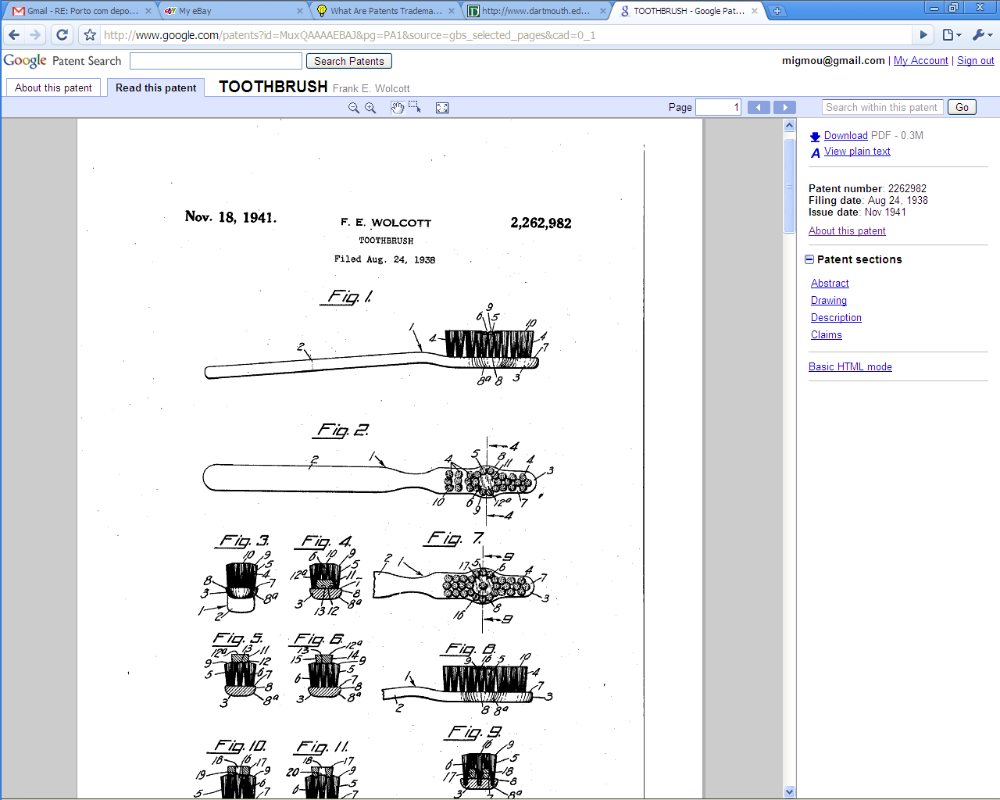 Gmail - RE: Porto com depo...
My eBay
What Are Patents Tradema...
http://www.dartmouth.ed...
TOOTHBRUSH - Google Pat...
http://www.google.com/patents?id=MuxQAAAAEBAJ&pg=PA1&source=gbs_selected_pages&cad=0_1
Google Patent Search
Search Patents
migmou@gmail.com | My Account | Sign out
About this patent
Read this patent
TOOTHBRUSH Frank E. Wolcott
Page 1
Search within this patent
Go
Download PDF - 0.3M
View plain text
Patent number: 2262982
Filing date: Aug 24, 1938
Issue date: Nov 1941
About this patent
Patent sections
Abstract
Drawing
Description
Claims
Basic HTML mode
Nov. 18, 1941.
F. E. WOLCOTT
2,262,982
TOOTHBRUSH
Filed Aug. 24, 1938
Fig. 1.
9
6 5
1 10
2 4 4
7
8a 8 3
Fig. 2.
4
5 8 4
2 1 4 11 3
10 6 12a 7
9 4
Fig. 3. Fig. 4. Fig. 7.
10 9 6 10 9 9
5 5 2 1 17 5 6 4
4 12a 11 7
8 7 7 3
3 8a 3 8 16 8
1 2 13 12 8a 9
Fig. 5. Fig. 6. Fig. 8.
12a 13 11 13 12a 9 16 5 10
9 12 15 14 9 4
5 6 7 6 5 7 1 7
8 8 3
3 8a 3 8a 2 8 8a
Fig. 10. Fig. 11. Fig. 9.
18 16 17 18 17 16 9
19 9 20 9 6 5
6 5 17 18
5 7 6 7 3 7 8 8a